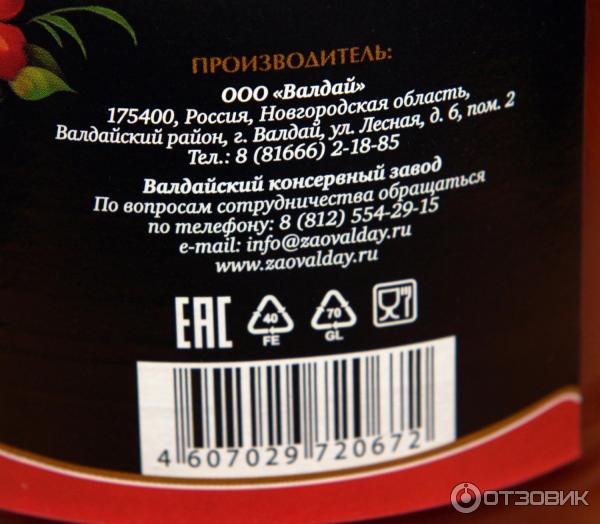 ПРОИЗВОДИТЕЛЬ:
ООО «Валдай»
175400, Россия, Новгородская область,
Валдайский район, г. Валдай, ул. Лесная, д. 6, пом. 2
Тел.: 8 (81666) 2-18-85
Валдайский консервный завод
По вопросам сотрудничества обращаться
по телефону: 8 (812) 554-29-15
e-mail: info@zaovalday.ru
www.zaovalday.ru
EAC 40 FE 70 GL
4 607029 720672
ОТЗОВИК